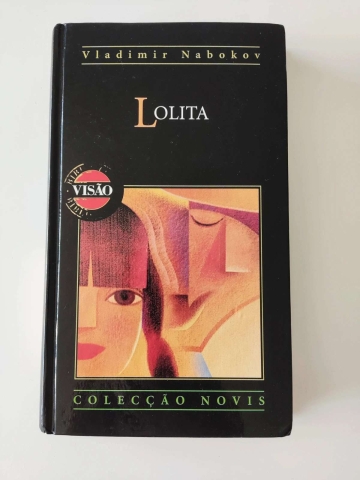 Vladimir Nabokov
LOLITA
VISÃO
COLECÇÃO NOVIS